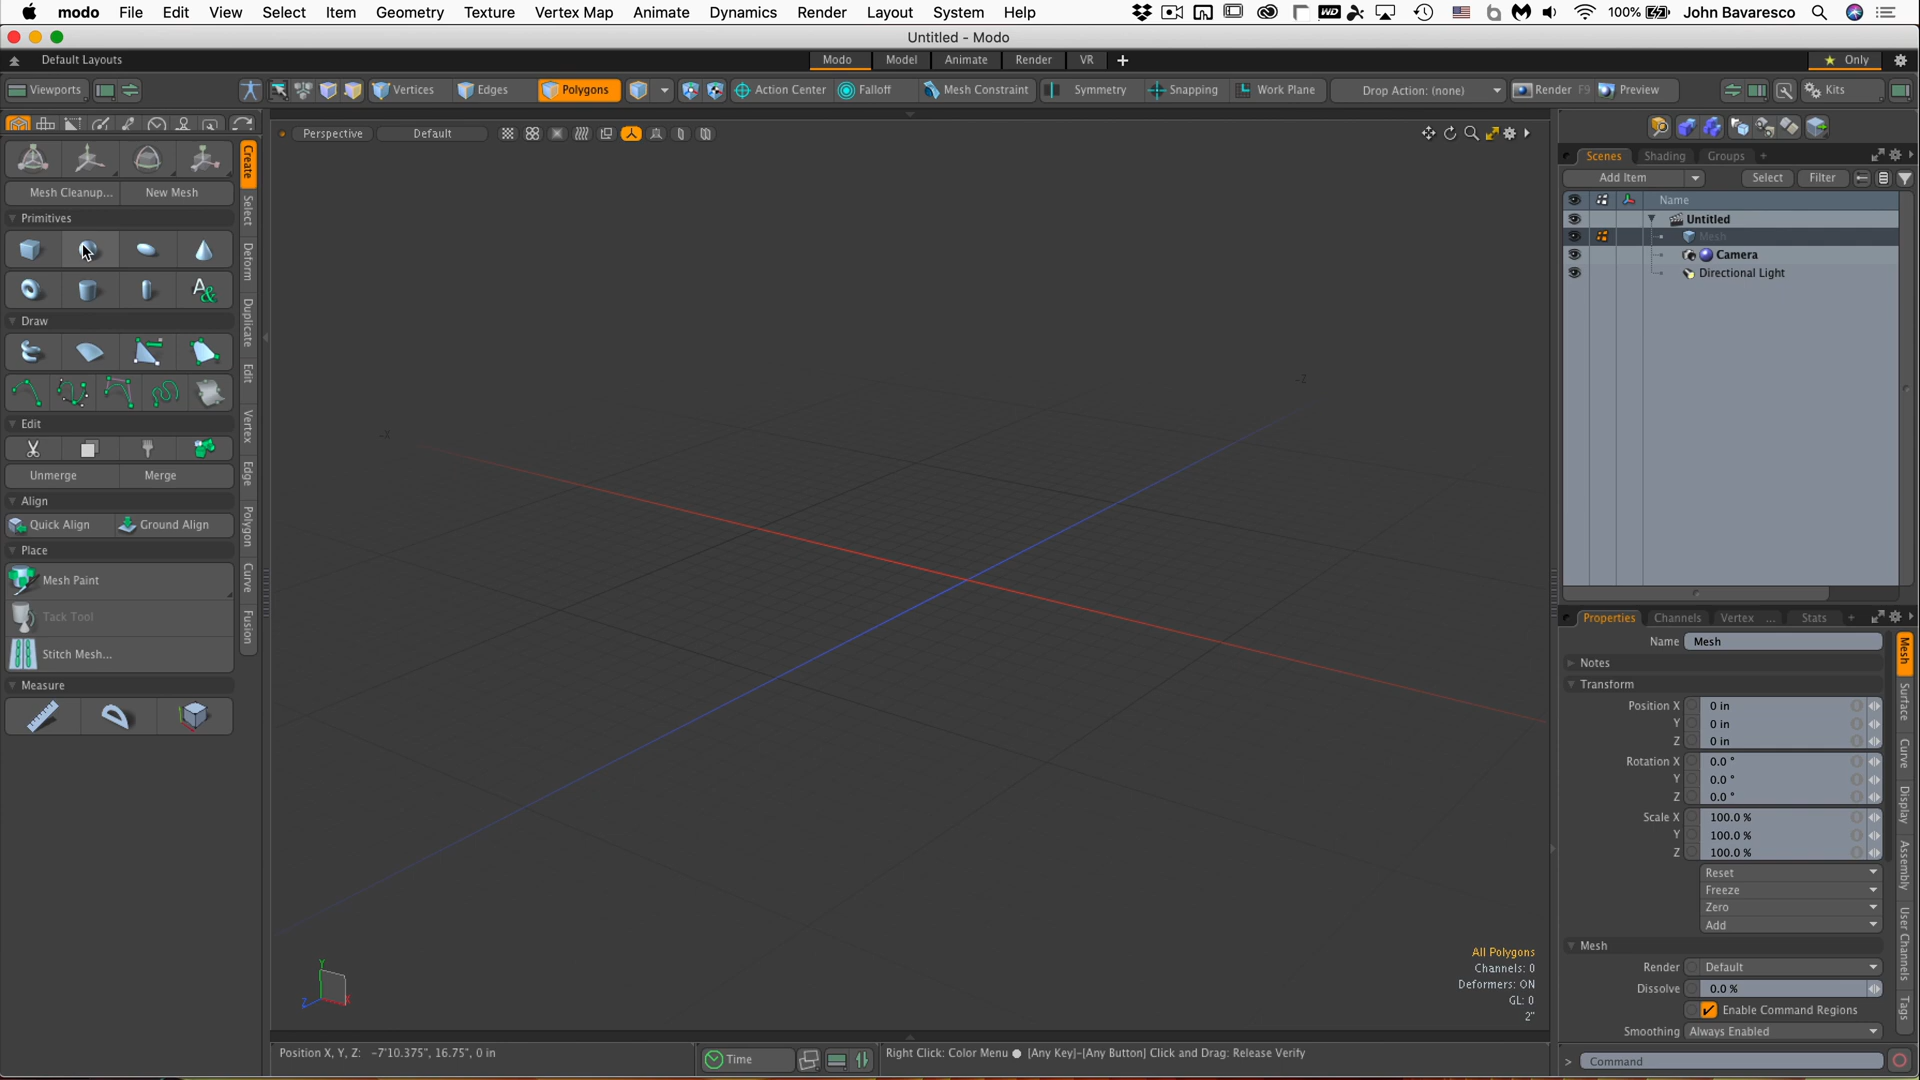 modo File Edit View Select Item Geometry Texture Vertex Map Animate Dynamics Render Layout System Help WD 100% John Bavaresco
Untitled - Modo
Default Layouts Modo Model Animate Render VR Only
Viewports Vertices Edges Polygons Action Center Falloff Mesh Constraint Symmetry Snapping Work Plane Drop Action: (none) Render F9 Preview Kits
Perspective Default
Scenes Shading Groups +
Add Item Select Filter
Name
Untitled
Mesh
Camera
Directional Light
Mesh Cleanup... New Mesh
Primitives
A&
Draw
Edit
Unmerge Merge
Align
Quick Align Ground Align
Place
Mesh Paint
Tack Tool
Stitch Mesh...
Measure
Create
Select
Deform
Duplicate
Edit
Vertex
Edge
Polygon
Curve
Fusion
-Z
-X
Y
Z
X
All Polygons
Channels: 0
Deformers: ON
GL: 0
2"
Properties Channels Vertex ... Stats +
Name Mesh
Notes
Transform
Position X 0 in
Y 0 in
Z 0 in
Rotation X 0.0 °
Y 0.0 °
Z 0.0 °
Scale X 100.0 %
Y 100.0 %
Z 100.0 %
Reset
Freeze
Zero
Add
Mesh
Render Default
Dissolve 0.0 %
Enable Command Regions
Smoothing Always Enabled
Mesh
Surface
Curve
Display
Assembly
User Channels
Tags
Position X, Y, Z: -7'10.375", 16.75", 0 in
Time
Right Click: Color Menu ● [Any Key]-[Any Button] Click and Drag: Release Verify
> Command